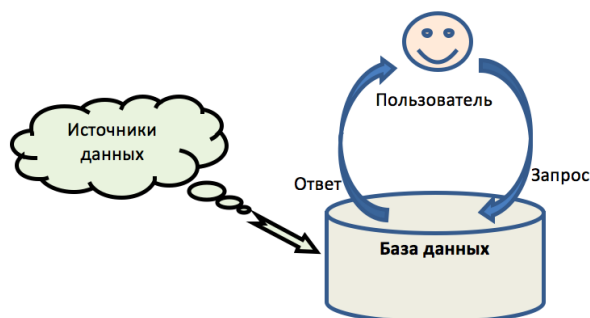 Источники
данных
Пользователь
Ответ
Запрос
База данных